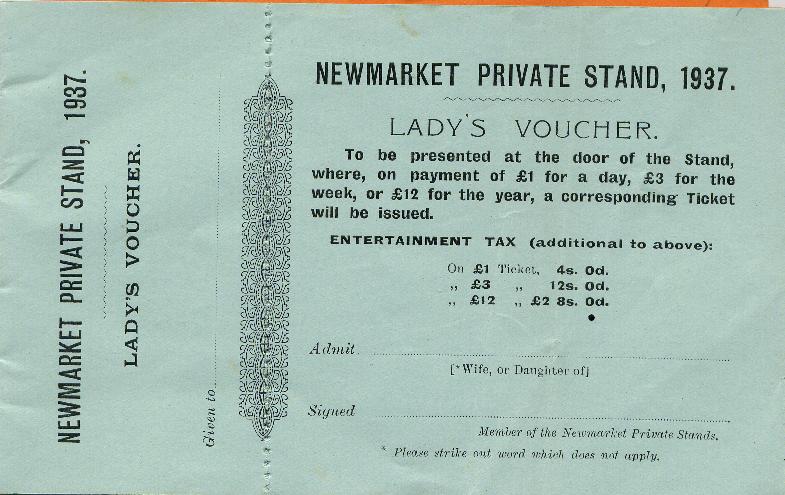 NEWMARKET PRIVATE STAND, 1937.
LADY'S VOUCHER.
Given to
NEWMARKET PRIVATE STAND, 1937.
LADY'S VOUCHER.
To be presented at the door of the Stand,
where, on payment of £1 for a day, £3 for the
week, or £12 for the year, a corresponding Ticket
will be issued.
ENTERTAINMENT TAX (additional to above):
On £1 Ticket, 4s. 0d.
„ £3 „ 12s. 0d.
„ £12 „ £2 8s. 0d.
Admit
[*Wife, or Daughter of]
Signed
Member of the Newmarket Private Stands.
* Please strike out word which does not apply.